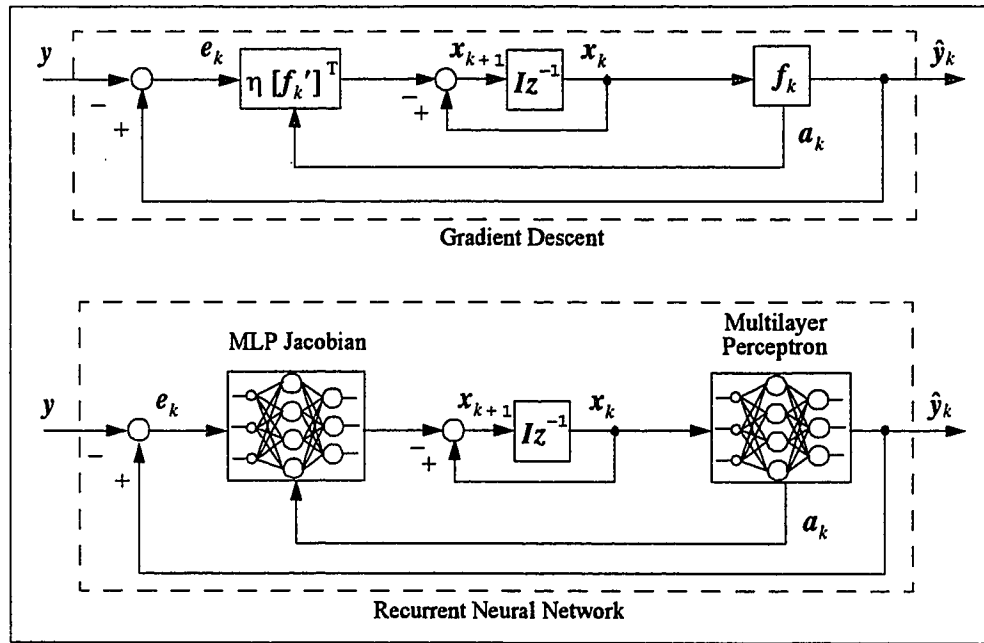 y
e_k
η [f_k′]^T
x_{k+1}
Iz^{-1}
x_k
f_k
ŷ_k
−
+
−
+
a_k
Gradient Descent
MLP Jacobian
Multilayer
Perceptron
y
e_k
x_{k+1}
Iz^{-1}
x_k
ŷ_k
−
+
−
+
a_k
Recurrent Neural Network